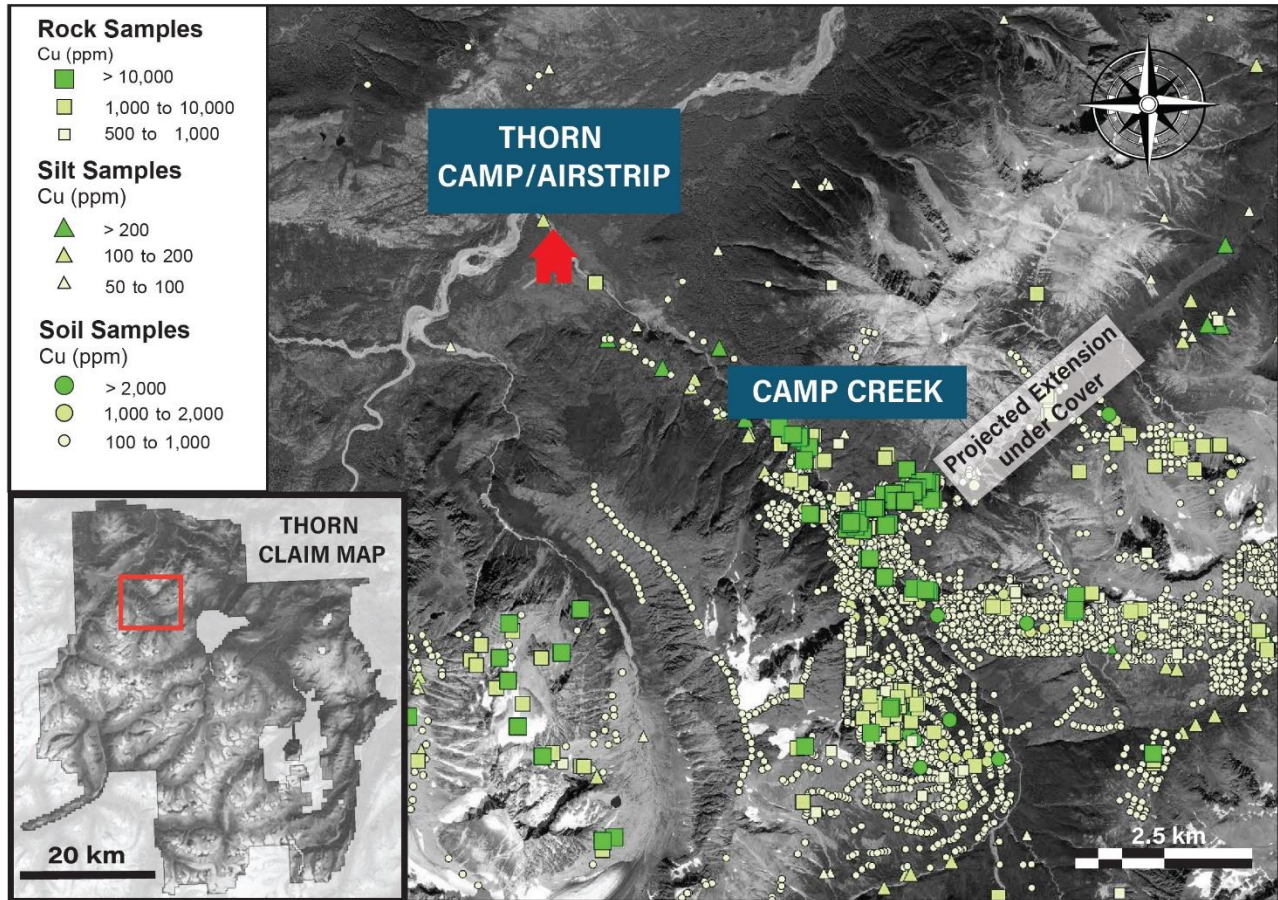 Rock Samples
Cu (ppm)
> 10,000
1,000 to 10,000
500 to 1,000
Silt Samples
Cu (ppm)
> 200
100 to 200
50 to 100
Soil Samples
Cu (ppm)
> 2,000
1,000 to 2,000
100 to 1,000
THORN
CAMP/AIRSTRIP
CAMP CREEK
Projected Extension
under Cover
THORN
CLAIM MAP
20 km
2.5 km